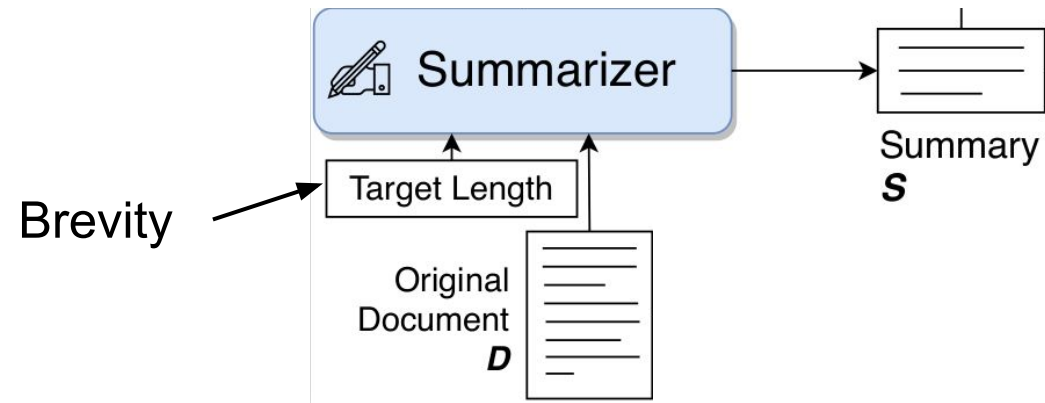 Summarizer
Summary
S
Target Length
Brevity
Original
Document
D